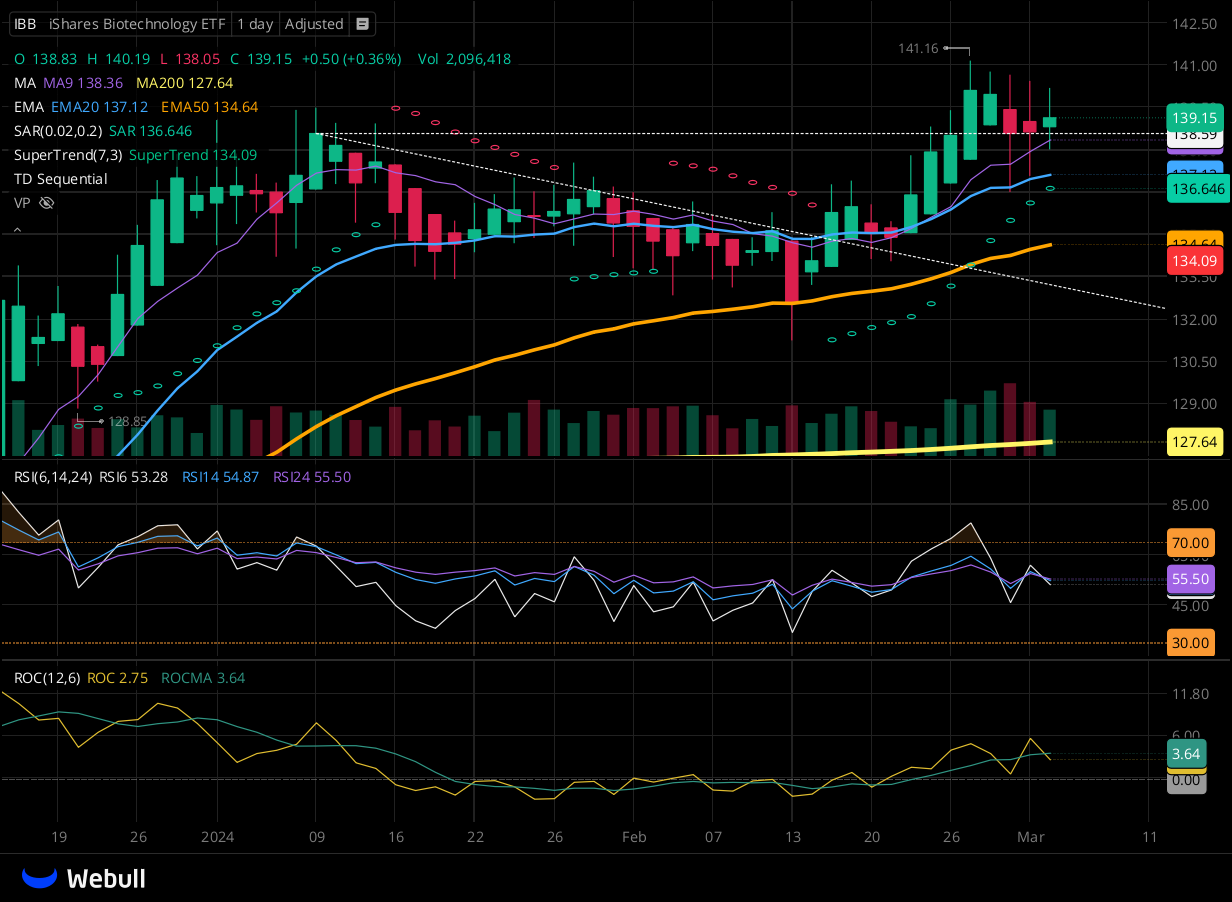 IBB iShares Biotechnology ETF 1 day Adjusted
142.50
141.16
O 138.83 H 140.19 L 138.05 C 139.15 +0.50 (+0.36%) Vol 2,096,418
141.00
MA MA9 138.36 MA200 127.64
EMA EMA20 137.12 EMA50 134.64
139.15
138.59
SAR(0.02,0.2) SAR 136.646
SuperTrend(7,3) SuperTrend 134.09
TD Sequential
136.646
VP
134.64
134.09
133.50
132.00
130.50
129.00
128.85
127.64
RSI(6,14,24) RSI6 53.28 RSI14 54.87 RSI24 55.50
85.00
70.00
55.50
45.00
30.00
ROC(12,6) ROC 2.75 ROCMA 3.64
11.80
6.00
3.64
0.00
19 26 2024 09 16 22 26 Feb 07 13 20 26 Mar 11
Webull